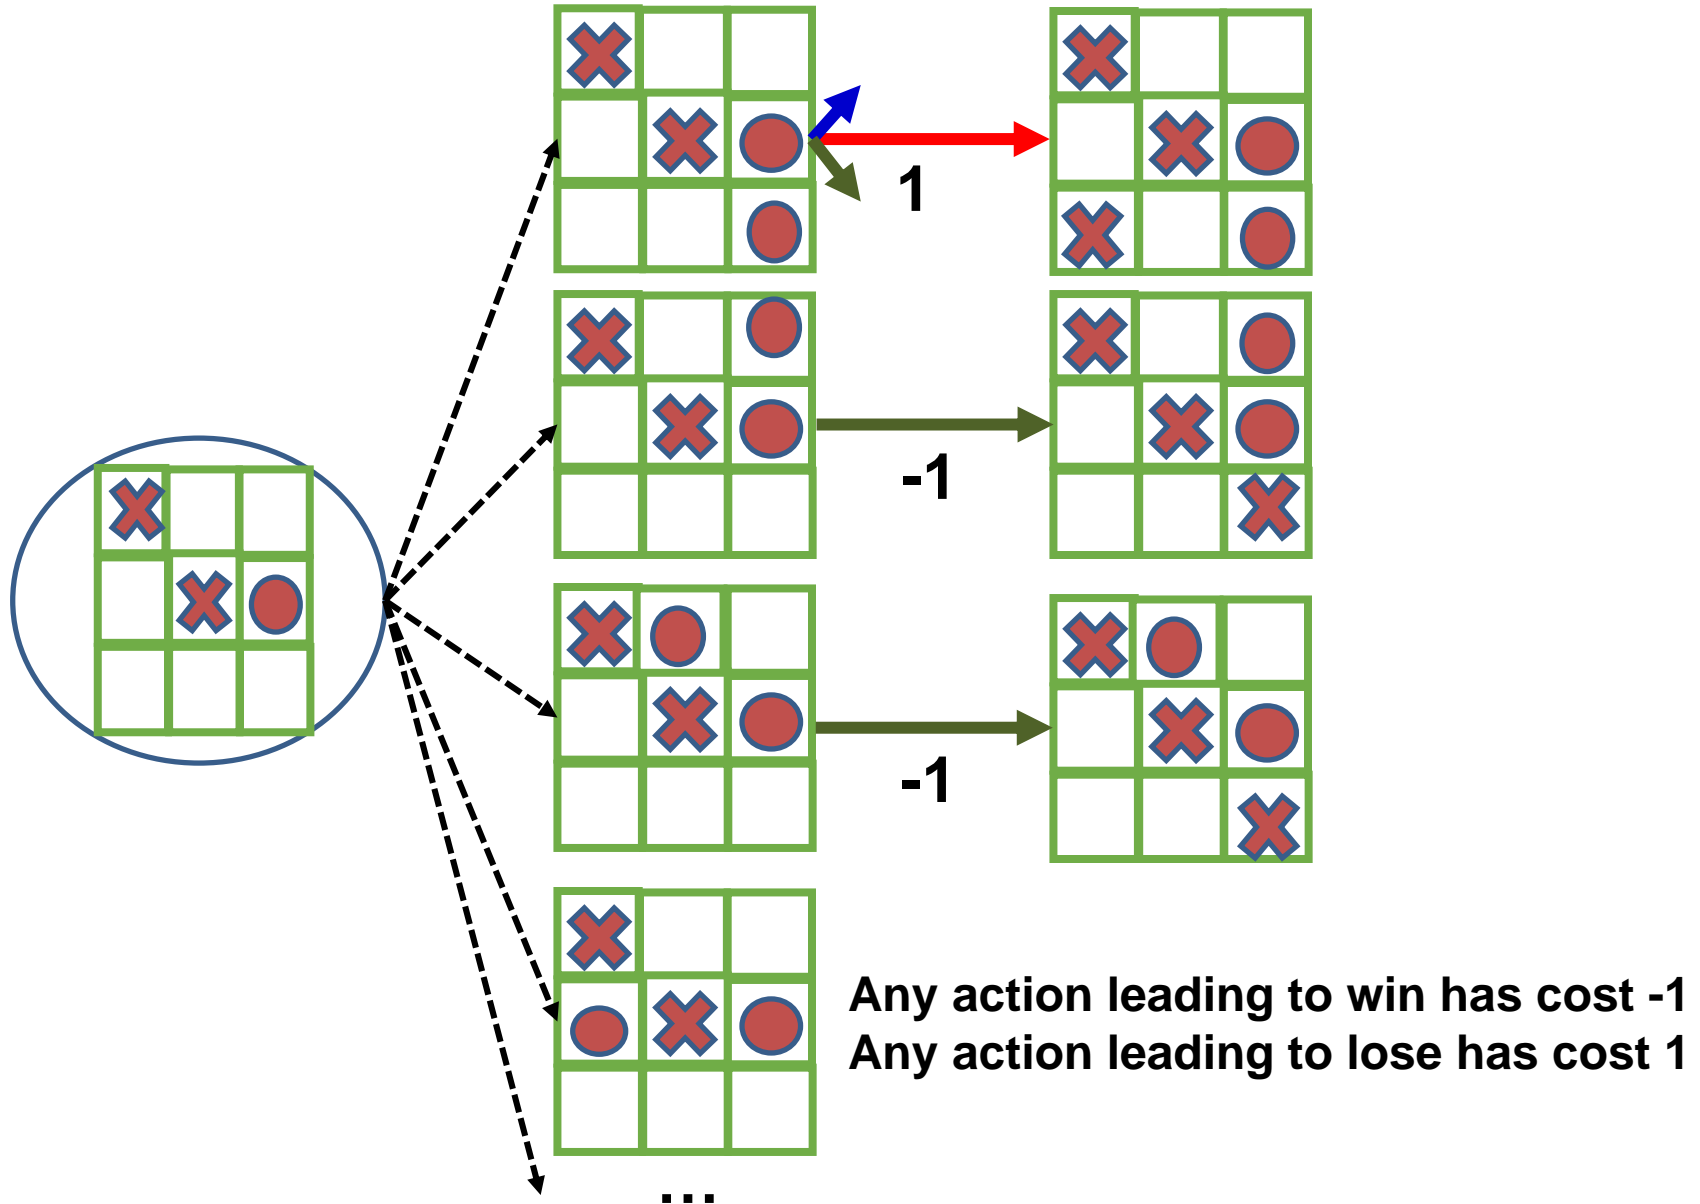 1
-1
-1
Any action leading to win has cost -1
Any action leading to lose has cost 1
...